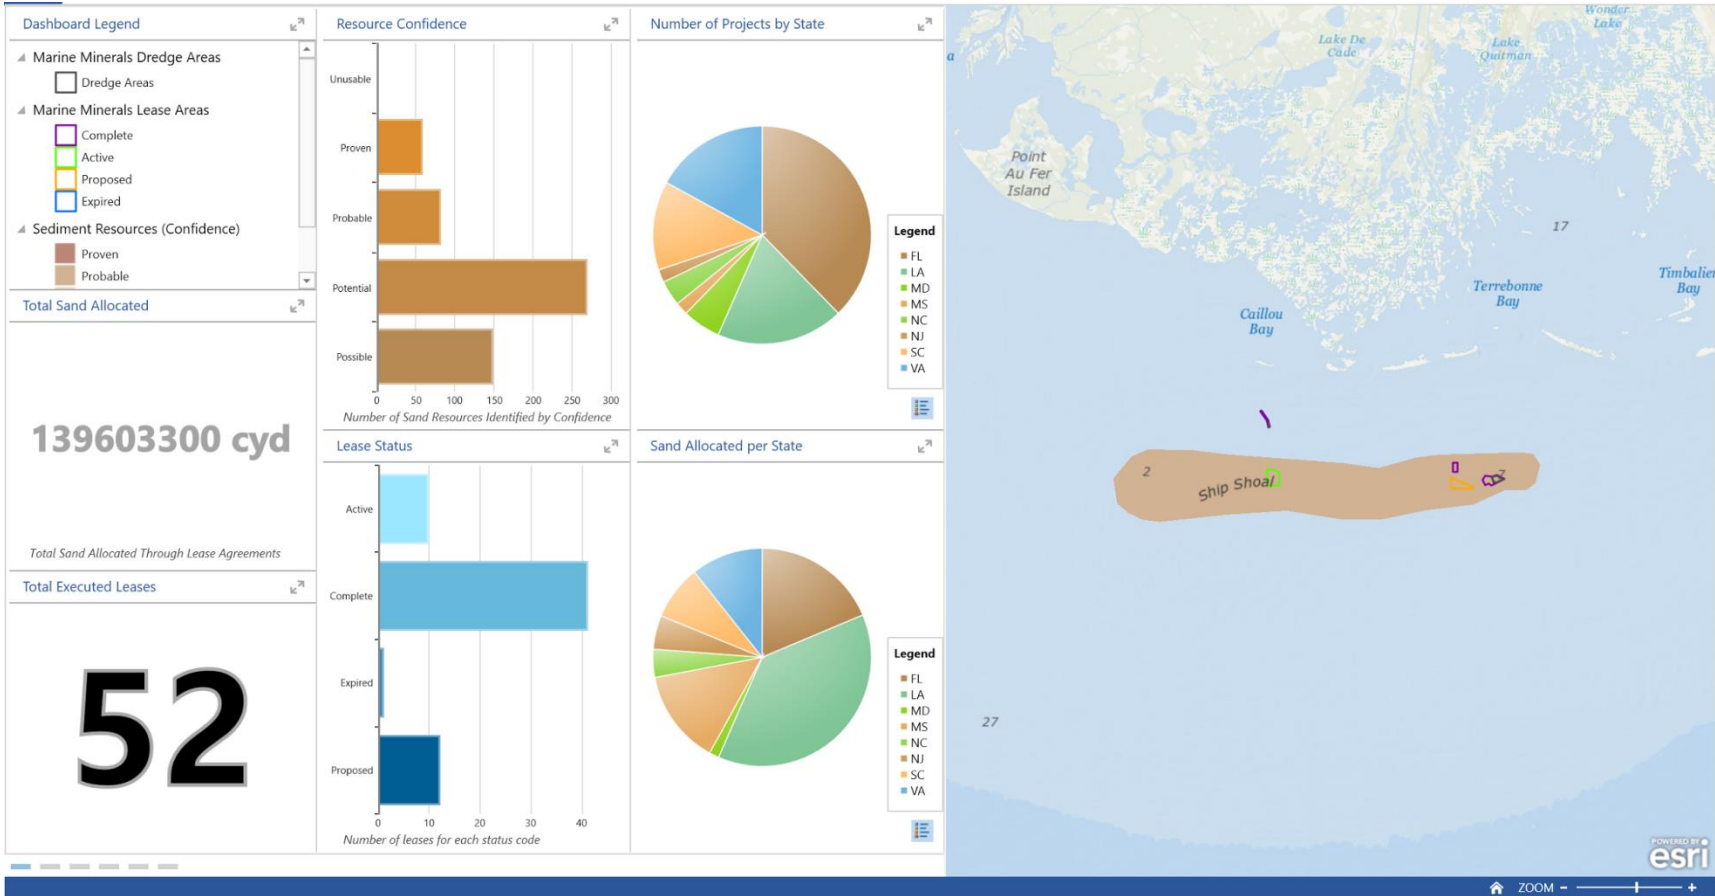 Dashboard Legend
Marine Minerals Dredge Areas
Dredge Areas
Marine Minerals Lease Areas
Complete
Active
Proposed
Expired
Sediment Resources (Confidence)
Proven
Probable
Total Sand Allocated
139603300 cyd
Total Sand Allocated Through Lease Agreements
Total Executed Leases
52
Resource Confidence
Unusable
Proven
Probable
Potential
Possible
0 50 100 150 200 250 300
Number of Sand Resources Identified by Confidence
Lease Status
Active
Complete
Expired
Proposed
0 10 20 30 40
Number of leases for each status code
Number of Projects by State
Legend
FL
LA
MD
MS
NC
NJ
SC
VA
Sand Allocated per State
Legend
FL
LA
MD
MS
NC
NJ
SC
VA
Wonder
Lake
Lake De
Cade
Lake
Quitman
a
Point
Au Fer
Island
17
Timbalier
Bay
Terrebonne
Bay
Caillou
Bay
2
Ship Shoal
7
27
POWERED BY
esri
ZOOM